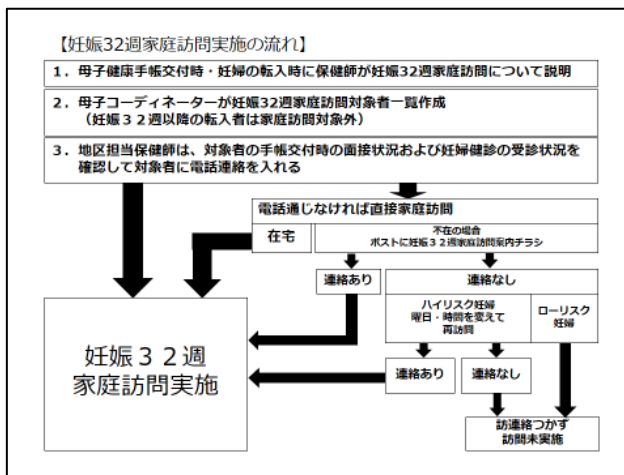 【妊娠32週家庭訪問実施の流れ】
1．母子健康手帳交付時・妊婦の転入時に保健師が妊娠32週家庭訪問について説明
2．母子コーディネーターが妊娠32週家庭訪問対象者一覧作成
（妊娠３２週以降の転入者は家庭訪問対象外）
3．地区担当保健師は、対象者の手帳交付時の面接状況および妊婦健診の受診状況を
確認して対象者に電話連絡を入れる
電話通じなければ直接家庭訪問
在宅
不在の場合
ポストに妊娠３２週家庭訪問案内チラシ
連絡あり
連絡なし
ハイリスク妊婦
曜日・時間を変えて
再訪問
ローリスク
妊婦
妊娠３２週
家庭訪問実施
連絡あり
連絡なし
訪連絡つかず
訪問未実施